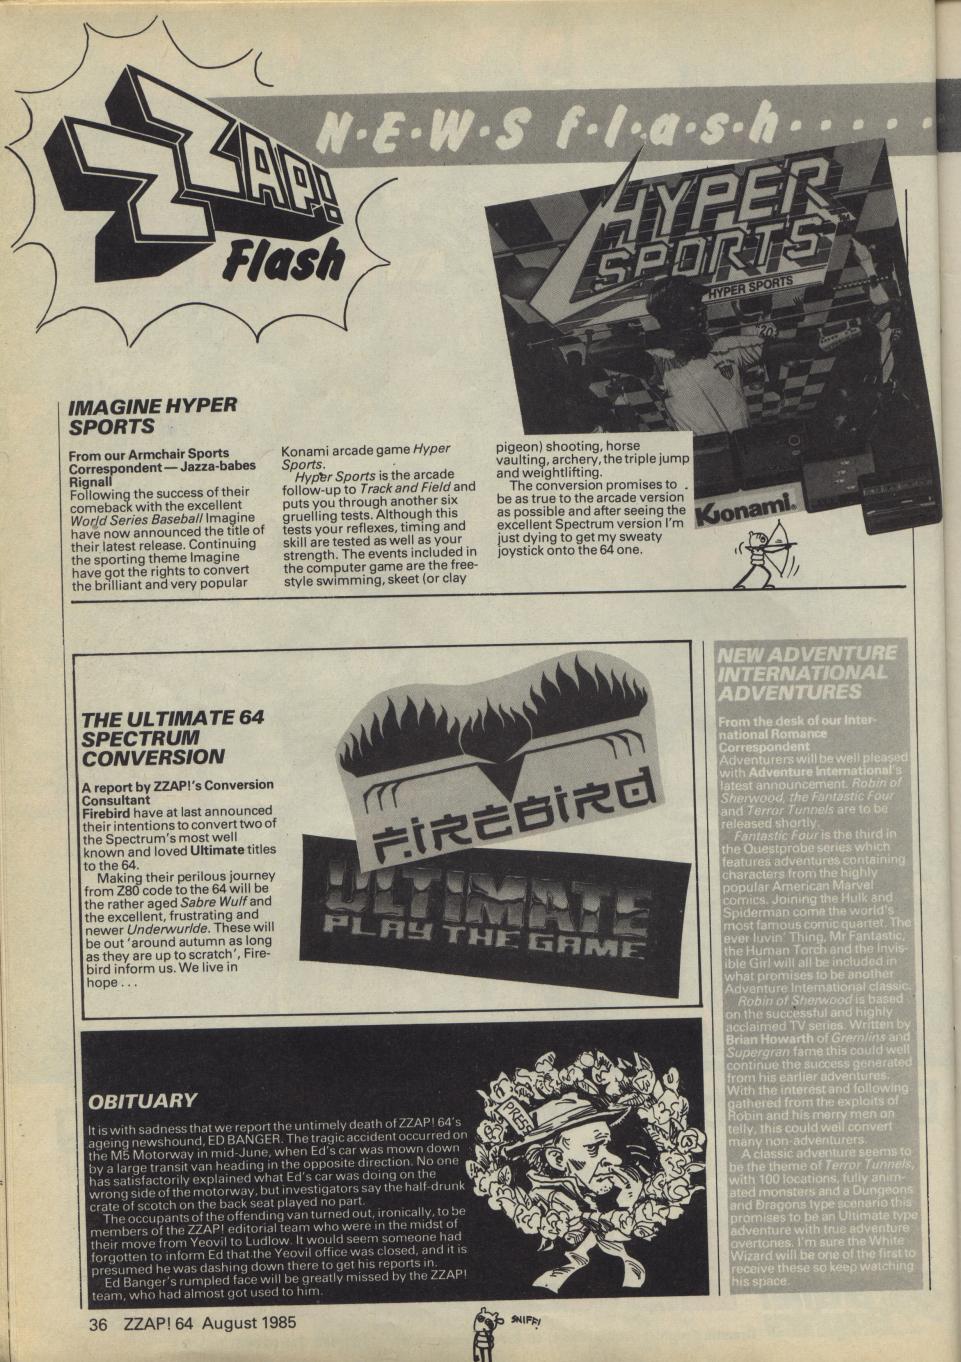 ZZAP!
Flash
N·E·W·S f·l·a·s·h · · · · ·
HYPER
SPORTS
HYPER SPORTS
IMAGINE HYPER
SPORTS
From our Armchair Sports
Correspondent — Jazza-babes
Rignall
Following the success of their
comeback with the excellent
World Series Baseball Imagine
have now announced the title of
their latest release. Continuing
the sporting theme Imagine
have got the rights to convert
the brilliant and very popular
Konami arcade game Hyper
Sports.
Hyper Sports is the arcade
follow-up to Track and Field and
puts you through another six
gruelling tests. Although this
tests your reflexes, timing and
skill are tested as well as your
strength. The events included in
the computer game are the free-
style swimming, skeet (or clay
pigeon) shooting, horse
vaulting, archery, the triple jump
and weightlifting.
The conversion promises to
be as true to the arcade version
as possible and after seeing the
excellent Spectrum version I'm
just dying to get my sweaty
joystick onto the 64 one.
Konami
THE ULTIMATE 64
SPECTRUM
CONVERSION
A report by ZZAP!'s Conversion
Consultant
Firebird have at last announced
their intentions to convert two of
the Spectrum's most well
known and loved Ultimate titles
to the 64.
Making their perilous journey
from Z80 code to the 64 will be
the rather aged Sabre Wulf and
the excellent, frustrating and
newer Underwurlde. These will
be out 'around autumn as long
as they are up to scratch', Fire-
bird inform us. We live in
hope . . .
FIREBIRD
ULTIMATE
PLAY THE GAME
NEW ADVENTURE
INTERNATIONAL
ADVENTURES
From the desk of our Inter-
national Romance
Correspondent
Adventurers will be well pleased
with Adventure International's
latest announcement. Robin of
Sherwood, the Fantastic Four
and Terror Tunnels are to be
released shortly.
Fantastic Four is the third in
the Questprobe series which
features adventures containing
characters from the highly
popular American Marvel
comics. Joining the Hulk and
Spiderman come the world's
most famous comic quartet. The
ever luvin' Thing, Mr Fantastic,
the Human Torch and the Invis-
ible Girl will all be included in
what promises to be another
Adventure International classic.
Robin of Sherwood is based
on the successful and highly
acclaimed TV series. Written by
Brian Howarth of Gremlins and
Supergran fame this could well
continue the success generated
from his earlier adventures.
With the interest and following
gathered from the exploits of
Robin and his merry men on
telly, this could well convert
many non-adventurers.
A classic adventure seems to
be the theme of Terror Tunnels,
with 100 locations, fully anim-
ated monsters and a Dungeons
and Dragons type scenario this
promises to be an Ultimate type
adventure with true adventure
overtones. I'm sure the White
Wizard will be one of the first to
receive these so keep watching
his space.
OBITUARY
It is with sadness that we report the untimely death of ZZAP! 64's
ageing newshound, ED BANGER. The tragic accident occurred on
the M5 Motorway in mid-June, when Ed's car was mown down
by a large transit van heading in the opposite direction. No one
has satisfactorily explained what Ed's car was doing on the
wrong side of the motorway, but investigators say the half-drunk
crate of scotch on the back seat played no part.
The occupants of the offending van turned out, ironically, to be
members of the ZZAP! editorial team who were in the midst of
their move from Yeovil to Ludlow. It would seem someone had
forgotten to inform Ed that the Yeovil office was closed, and it is
presumed he was dashing down there to get his reports in.
Ed Banger's rumpled face will be greatly missed by the ZZAP!
team, who had almost got used to him.
PRESS
36 ZZAP! 64 August 1985
SNIFF!